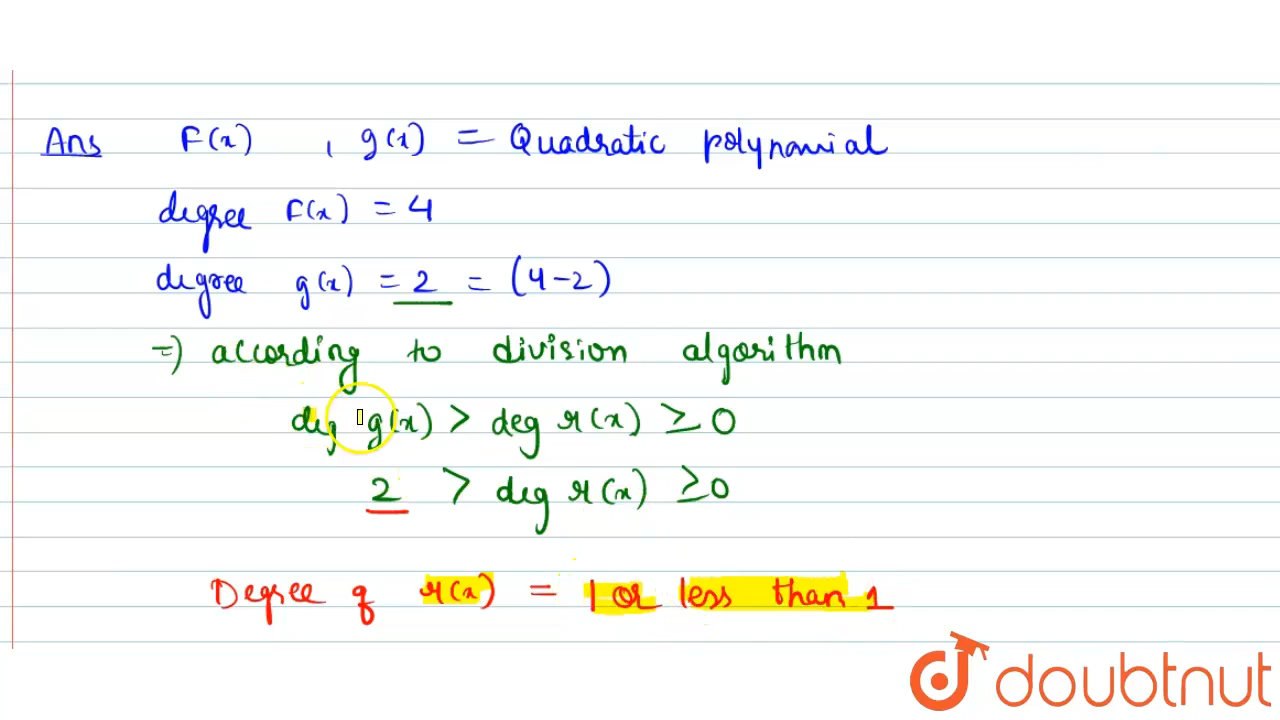 Ans F(x) , g(x) = Quadratic polynomial
degree F(x) = 4
degree g(x) = 2 = (4-2)
=) according to division algorithm
deg g(x) > deg r(x) ≥ 0
2 > deg r(x) ≥ 0
Degree of r(x) = 1 or less than 1
doubtnut